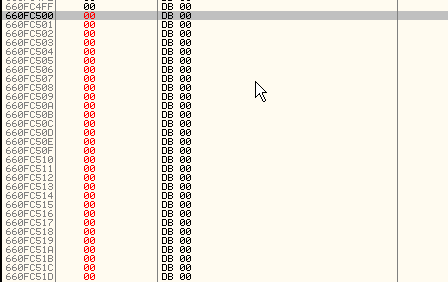 660FC4FF 00 DB 00
660FC500 00 DB 00
660FC501 00 DB 00
660FC502 00 DB 00
660FC503 00 DB 00
660FC504 00 DB 00
660FC505 00 DB 00
660FC506 00 DB 00
660FC507 00 DB 00
660FC508 00 DB 00
660FC509 00 DB 00
660FC50A 00 DB 00
660FC50B 00 DB 00
660FC50C 00 DB 00
660FC50D 00 DB 00
660FC50E 00 DB 00
660FC50F 00 DB 00
660FC510 00 DB 00
660FC511 00 DB 00
660FC512 00 DB 00
660FC513 00 DB 00
660FC514 00 DB 00
660FC515 00 DB 00
660FC516 00 DB 00
660FC517 00 DB 00
660FC518 00 DB 00
660FC519 00 DB 00
660FC51A 00 DB 00
660FC51B 00 DB 00
660FC51C 00 DB 00
660FC51D 00 DB 00